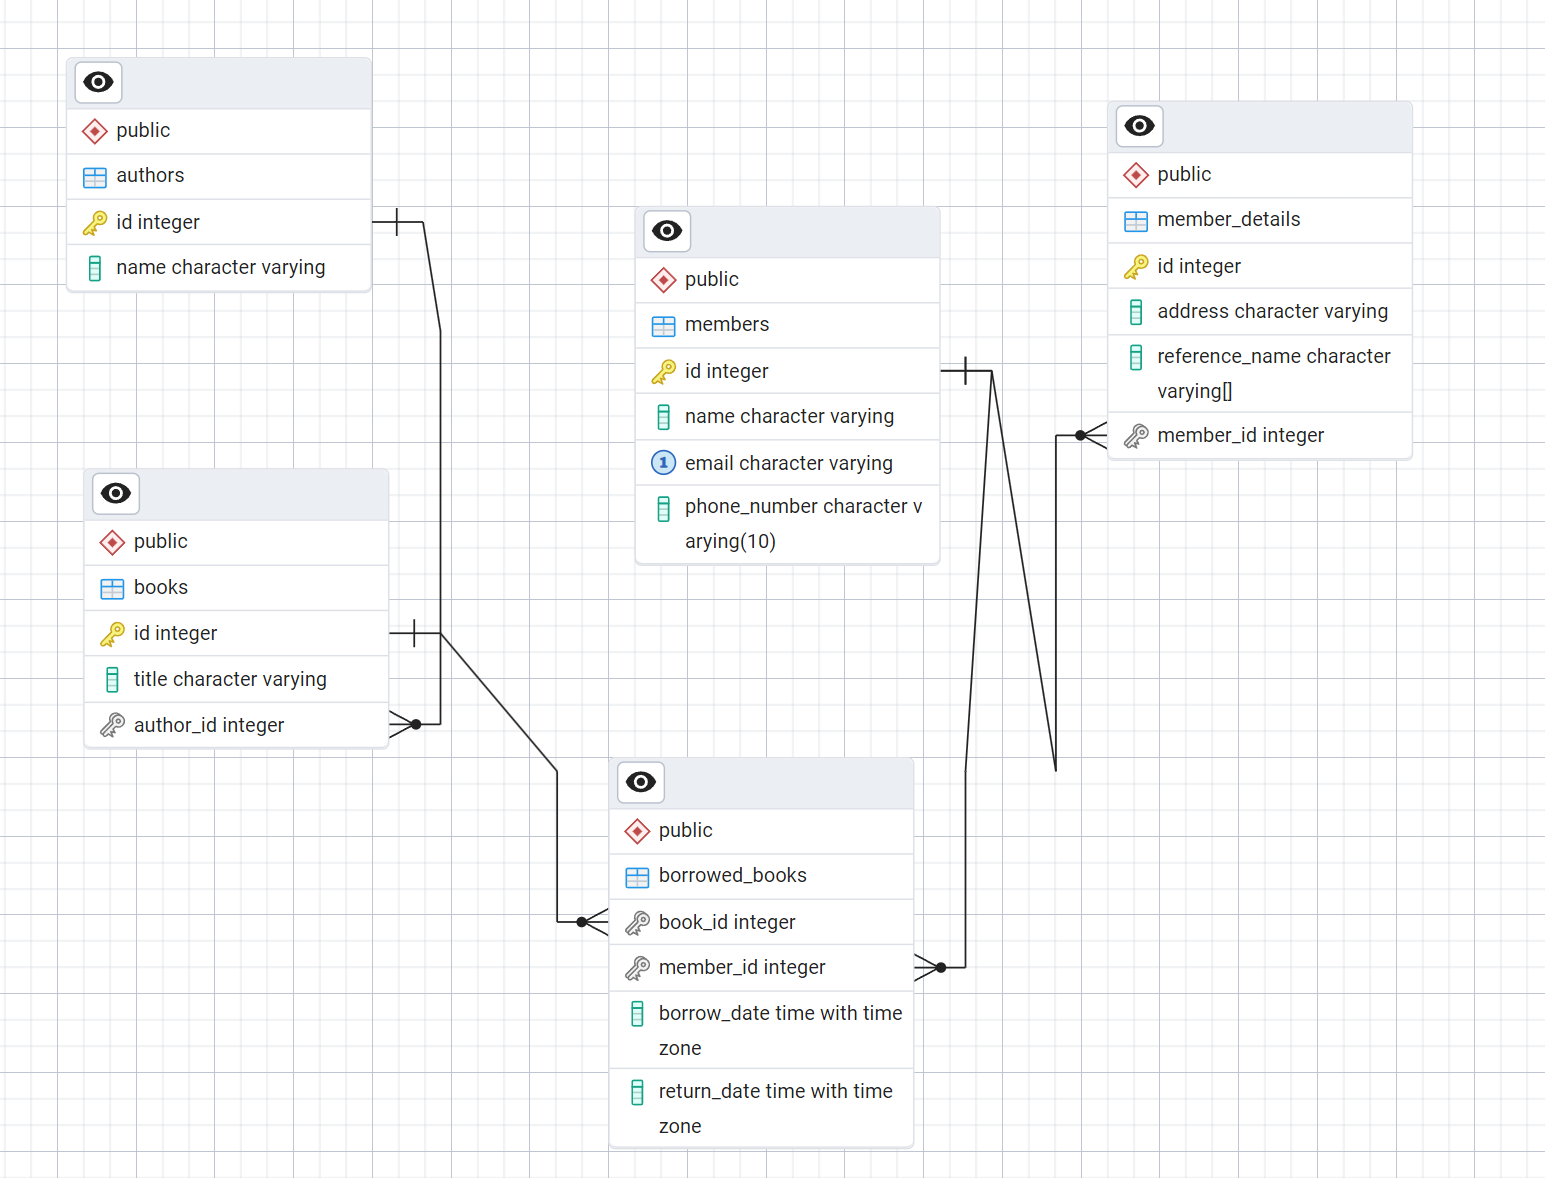 public
authors
id integer
name character varying
public
books
id integer
title character varying
author_id integer
public
members
id integer
name character varying
1 email character varying
phone_number character v
arying(10)
public
borrowed_books
book_id integer
member_id integer
borrow_date time with time
zone
return_date time with time
zone
public
member_details
id integer
address character varying
reference_name character
varying[]
member_id integer